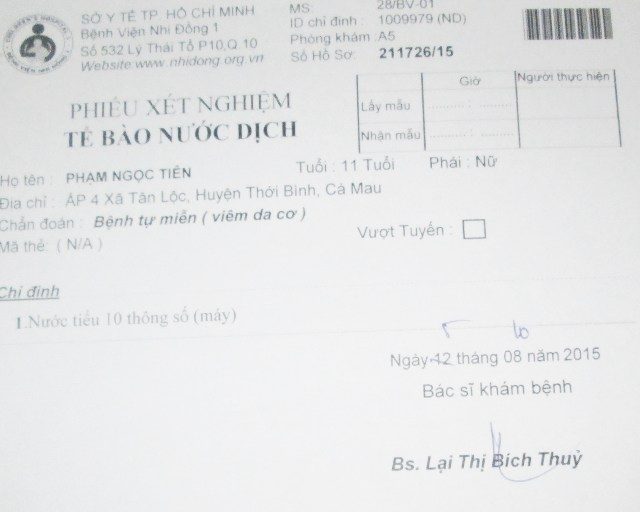 SỞ Y TẾ TP. HỒ CHÍ MINH
Bệnh Viện Nhi Đồng 1
Số 532 Lý Thái Tổ P10,Q 10
Website:www.nhidong.org.vn
MS: 28/BV-01
ID chỉ định : 1009979 (ND)
Phòng khám :A5
Số Hồ Sơ: 211726/15
PHIẾU XÉT NGHIỆM
TẾ BÀO NƯỚC DỊCH
Giờ Người thực hiện
Lấy mẫu
Nhận mẫu
Họ tên : PHẠM NGỌC TIÊN Tuổi : 11 Tuổi Phái : Nữ
Địa chỉ : ẤP 4 Xã Tân Lộc, Huyện Thới Bình, Cà Mau
Chẩn đoán : Bệnh tự miễn ( viêm da cơ )
Mã thẻ: ( N/A ) Vượt Tuyến :
Chỉ định
1.Nước tiểu 10 thông số (máy)
Ngày 12 tháng 08 năm 2015
Bác sĩ khám bệnh
Bs. Lại Thị Bích Thuỳ